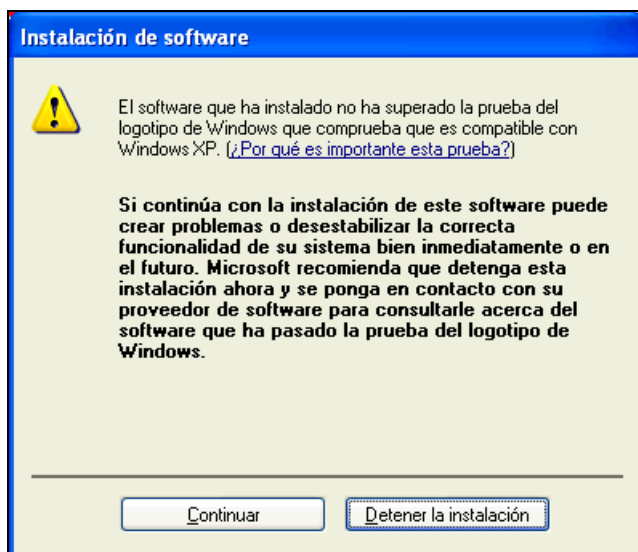 Instalación de software
El software que ha instalado no ha superado la prueba del
logotipo de Windows que comprueba que es compatible con
Windows XP. (¿Por qué es importante esta prueba?)
Si continúa con la instalación de este software puede
crear problemas o desestabilizar la correcta
funcionalidad de su sistema bien inmediatamente o en
el futuro. Microsoft recomienda que detenga esta
instalación ahora y se ponga en contacto con su
proveedor de software para consultarle acerca del
software que ha pasado la prueba del logotipo de
Windows.
Continuar Detener la instalación